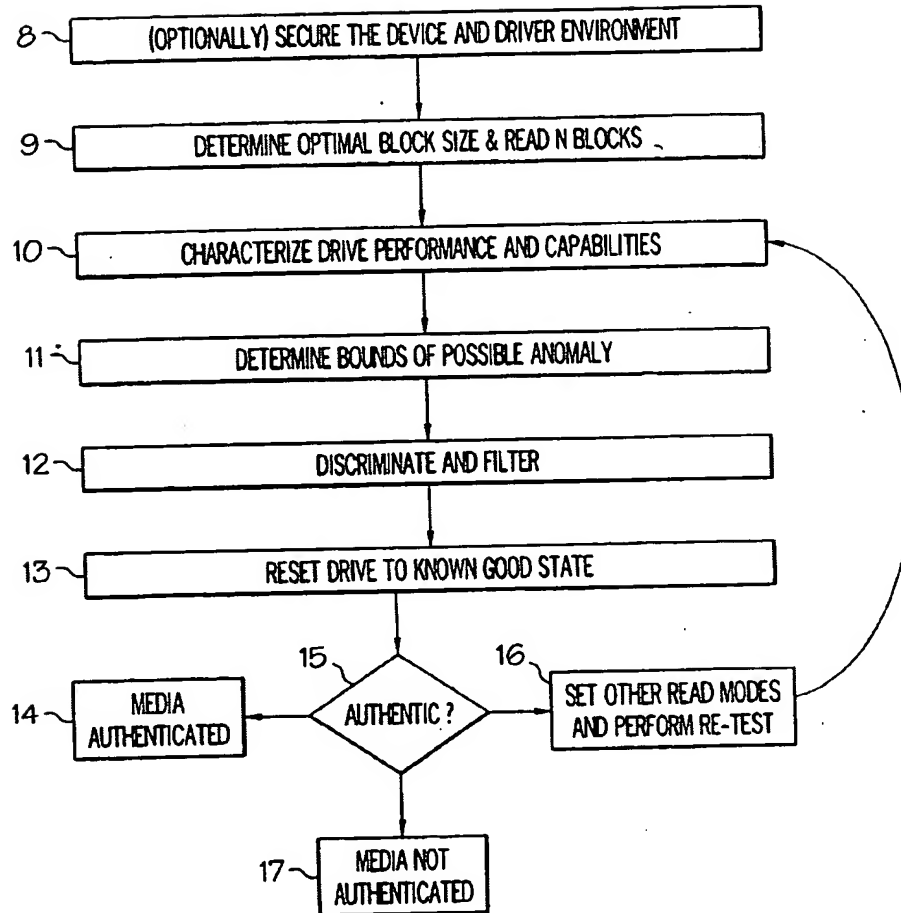 8 (OPTIONALLY) SECURE THE DEVICE AND DRIVER ENVIRONMENT
9 DETERMINE OPTIMAL BLOCK SIZE & READ N BLOCKS
10 CHARACTERIZE DRIVE PERFORMANCE AND CAPABILITIES
11 DETERMINE BOUNDS OF POSSIBLE ANOMALY
12 DISCRIMINATE AND FILTER
13 RESET DRIVE TO KNOWN GOOD STATE
15
AUTHENTIC ?
14
MEDIA
AUTHENTICATED
16
SET OTHER READ MODES
AND PERFORM RE-TEST
17
MEDIA NOT
AUTHENTICATED